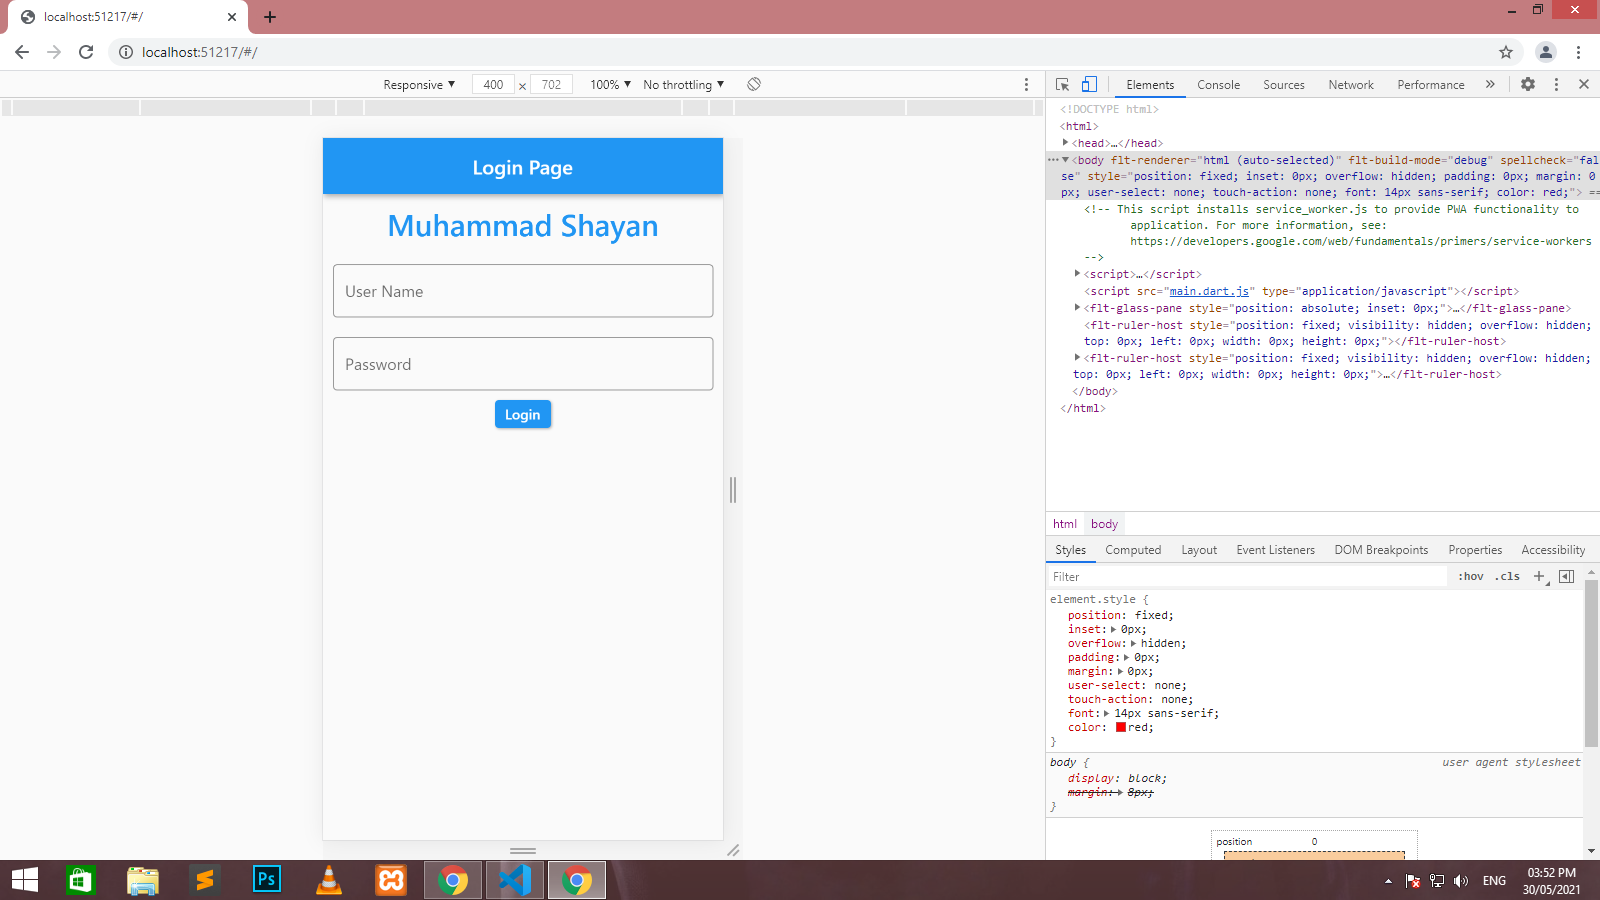 localhost:51217/#/
localhost:51217/#/
Responsive 400 × 702 100% No throttling
Elements Console Sources Network Performance »
<!DOCTYPE html>
<html>
<head>…</head>
<body flt-renderer="html (auto-selected)" flt-build-mode="debug" spellcheck="fal
se" style="position: fixed; inset: 0px; overflow: hidden; padding: 0px; margin: 0
px; user-select: none; touch-action: none; font: 14px sans-serif; color: red;"> ==
<!-- This script installs service_worker.js to provide PWA functionality to
application. For more information, see:
https://developers.google.com/web/fundamentals/primers/service-workers
-->
<script>…</script>
<script src="main.dart.js" type="application/javascript"></script>
<flt-glass-pane style="position: absolute; inset: 0px;">…</flt-glass-pane>
<flt-ruler-host style="position: fixed; visibility: hidden; overflow: hidden;
top: 0px; left: 0px; width: 0px; height: 0px;"></flt-ruler-host>
<flt-ruler-host style="position: fixed; visibility: hidden; overflow: hidden;
top: 0px; left: 0px; width: 0px; height: 0px;">…</flt-ruler-host>
</body>
</html>
Login Page
Muhammad Shayan
User Name
Password
Login
html body
Styles Computed Layout Event Listeners DOM Breakpoints Properties Accessibility
Filter :hov .cls +
element.style {
position: fixed;
inset: 0px;
overflow: hidden;
padding: 0px;
margin: 0px;
user-select: none;
touch-action: none;
font: 14px sans-serif;
color: red;
}
body { user agent stylesheet
display: block;
margin: 8px;
}
position 0
Ps
ENG
03:52 PM
30/05/2021